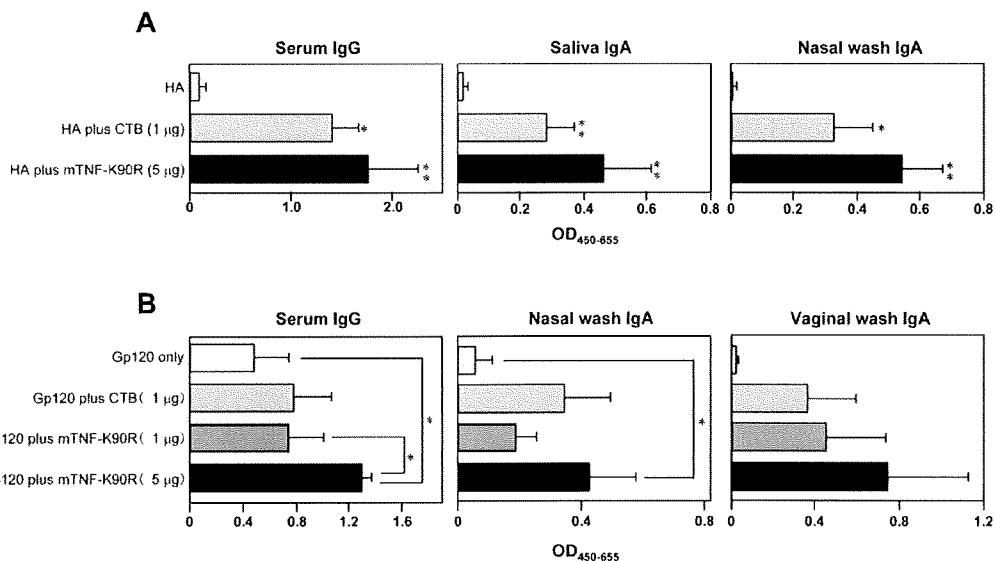 A
Serum IgG
Saliva IgA
Nasal wash IgA
HA
HA plus CTB (1 µg)
HA plus mTNF-K90R (5 µg)
*
**
**
**
*
**
0 1.0 2.0
0 0.2 0.4 0.6 0.8
0 0.2 0.4 0.6 0.8
OD450-655
B
Serum IgG
Nasal wash IgA
Vaginal wash IgA
Gp120 only
Gp120 plus CTB( 1 µg)
120 plus mTNF-K90R( 1 µg)
120 plus mTNF-K90R( 5 µg)
*
*
*
0 0.4 0.8 1.2 1.6
0 0.4 0.8
0 0.4 0.8 1.2
OD450-655